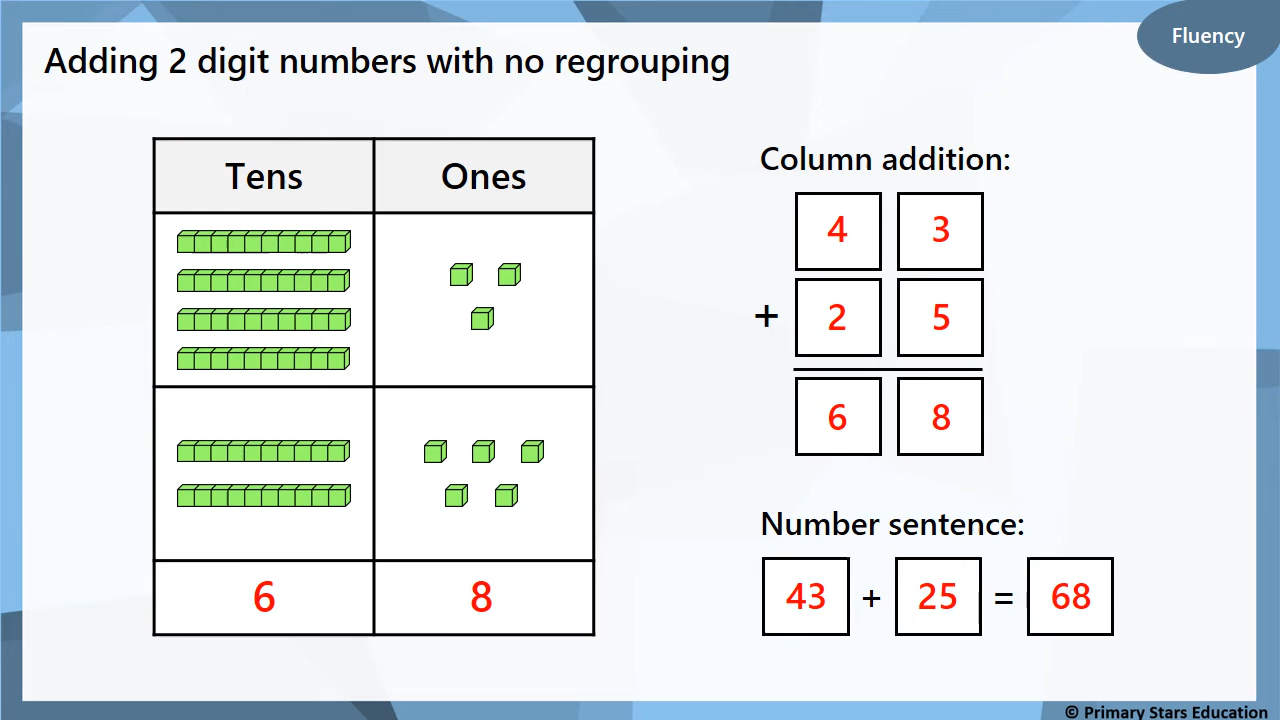 Fluency
Adding 2 digit numbers with no regrouping
Tens Ones
6 8
Column addition:
4 3
+ 2 5
6 8
Number sentence:
43 + 25 = 68
© Primary Stars Education